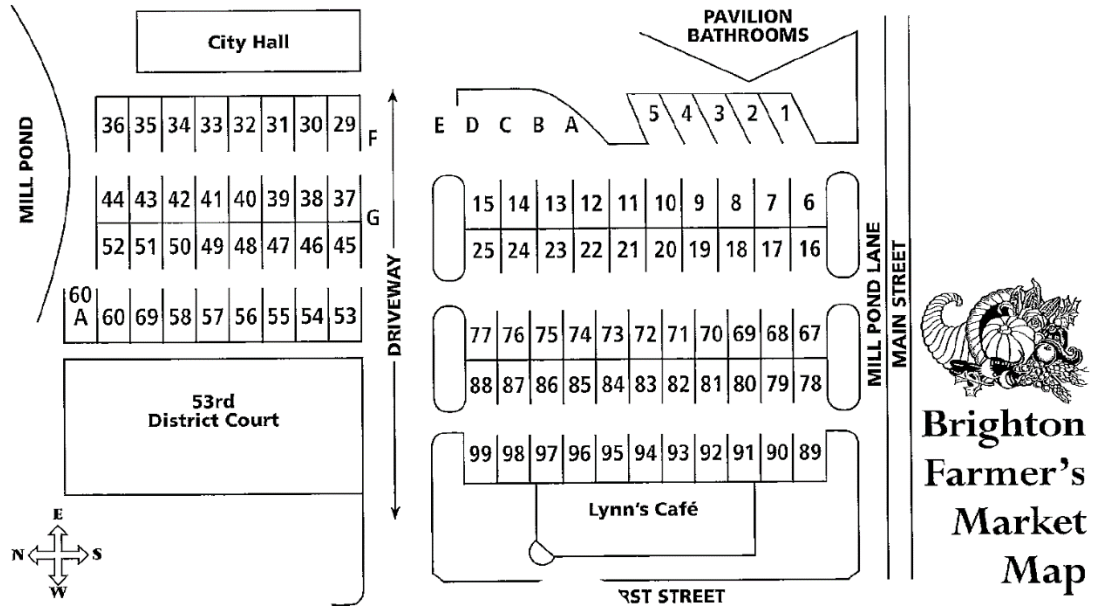 PAVILION
BATHROOMS
City Hall
MILL POND
36 35 34 33 32 31 30 29
F
E D C B A
5 4 3 2 1
44 43 42 41 40 39 38 37
G
52 51 50 49 48 47 46 45
15 14 13 12 11 10 9 8 7 6
25 24 23 22 21 20 19 18 17 16
60
A
60 69 58 57 56 55 54 53
DRIVEWAY
77 76 75 74 73 72 71 70 69 68 67
88 87 86 85 84 83 82 81 80 79 78
MILL POND LANE
MAIN STREET
53rd
District Court
99 98 97 96 95 94 93 92 91 90 89
Lynn's Café
E
N S
W
RST STREET
Brighton
Farmer's
Market
Map